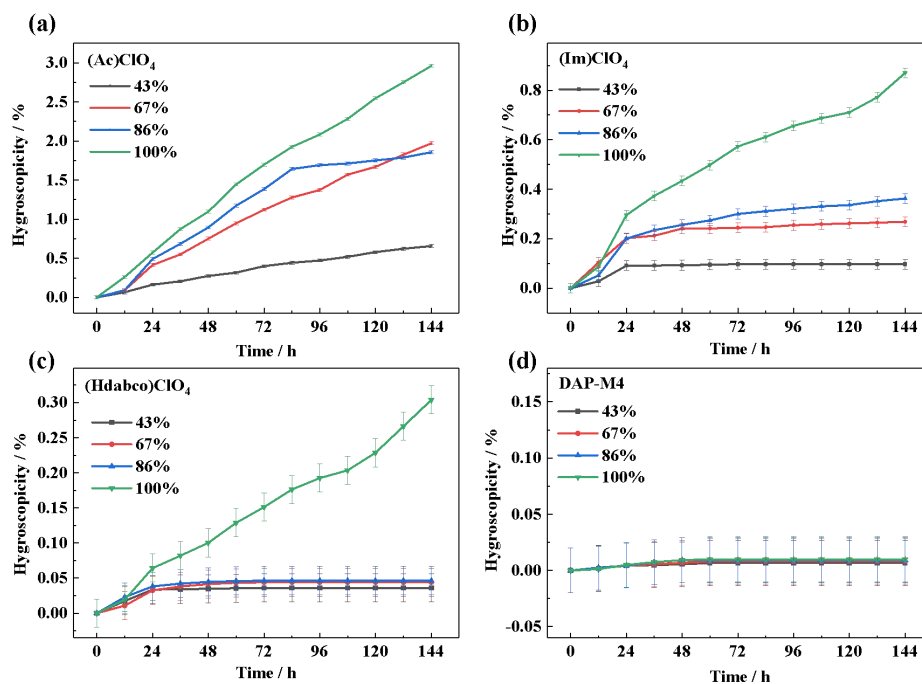 (a)
(Ac)ClO₄
43%
67%
86%
100%
Hygroscopicity / %
3.0
2.5
2.0
1.5
1.0
0.5
0.0
0 24 48 72 96 120 144
Time / h
(b)
(Im)ClO₄
43%
67%
86%
100%
Hygroscopicity / %
0.8
0.6
0.4
0.2
0.0
0 24 48 72 96 120 144
Time / h
(c)
(Hdabco)ClO₄
43%
67%
86%
100%
Hygroscopicity / %
0.30
0.25
0.20
0.15
0.10
0.05
0.00
0 24 48 72 96 120 144
Time / h
(d)
DAP-M4
43%
67%
86%
100%
Hygroscopicity / %
0.15
0.10
0.05
0.00
-0.05
0 24 48 72 96 120 144
Time / h